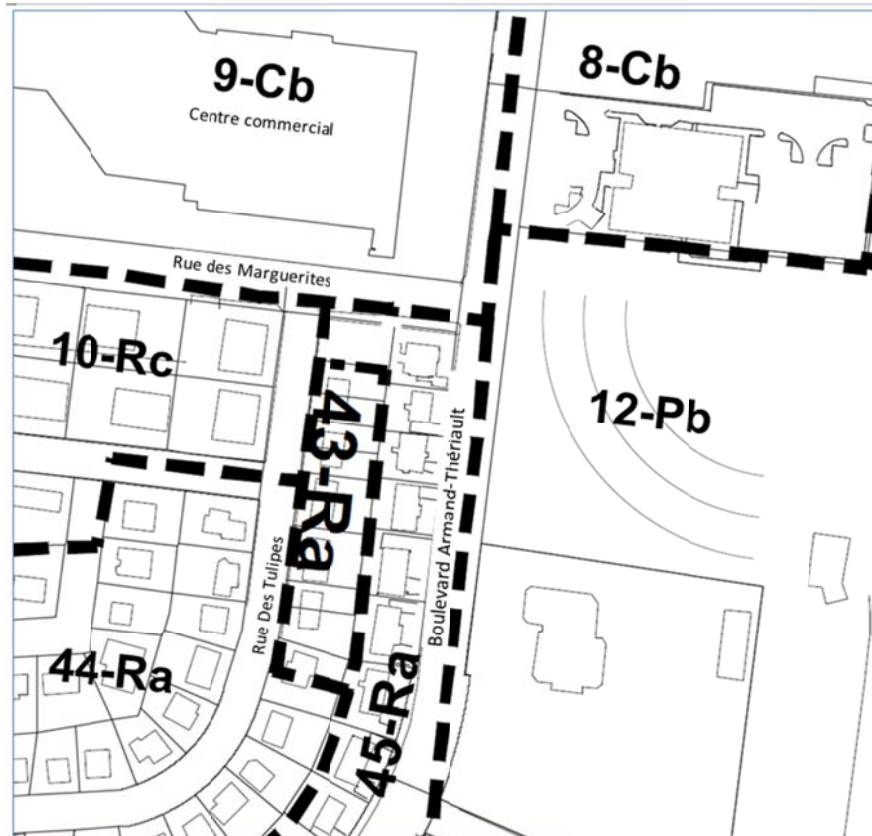 9-Cb
Centre commercial
8-Cb
Rue des Marguerites
10-Rc
43-Ra
12-Pb
Boulevard Armand-Thériault
Rue Des Tulipes
44-Ra
45-Ra